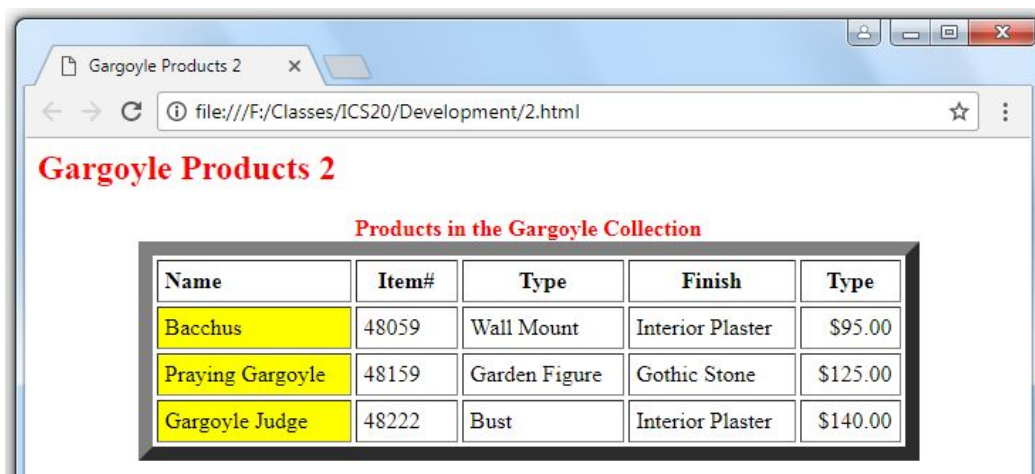 Gargoyle Products 2
file:///F:/Classes/ICS20/Development/2.html
Gargoyle Products 2
Products in the Gargoyle Collection
Name Item# Type Finish Type
Bacchus 48059 Wall Mount Interior Plaster $95.00
Praying Gargoyle 48159 Garden Figure Gothic Stone $125.00
Gargoyle Judge 48222 Bust Interior Plaster $140.00